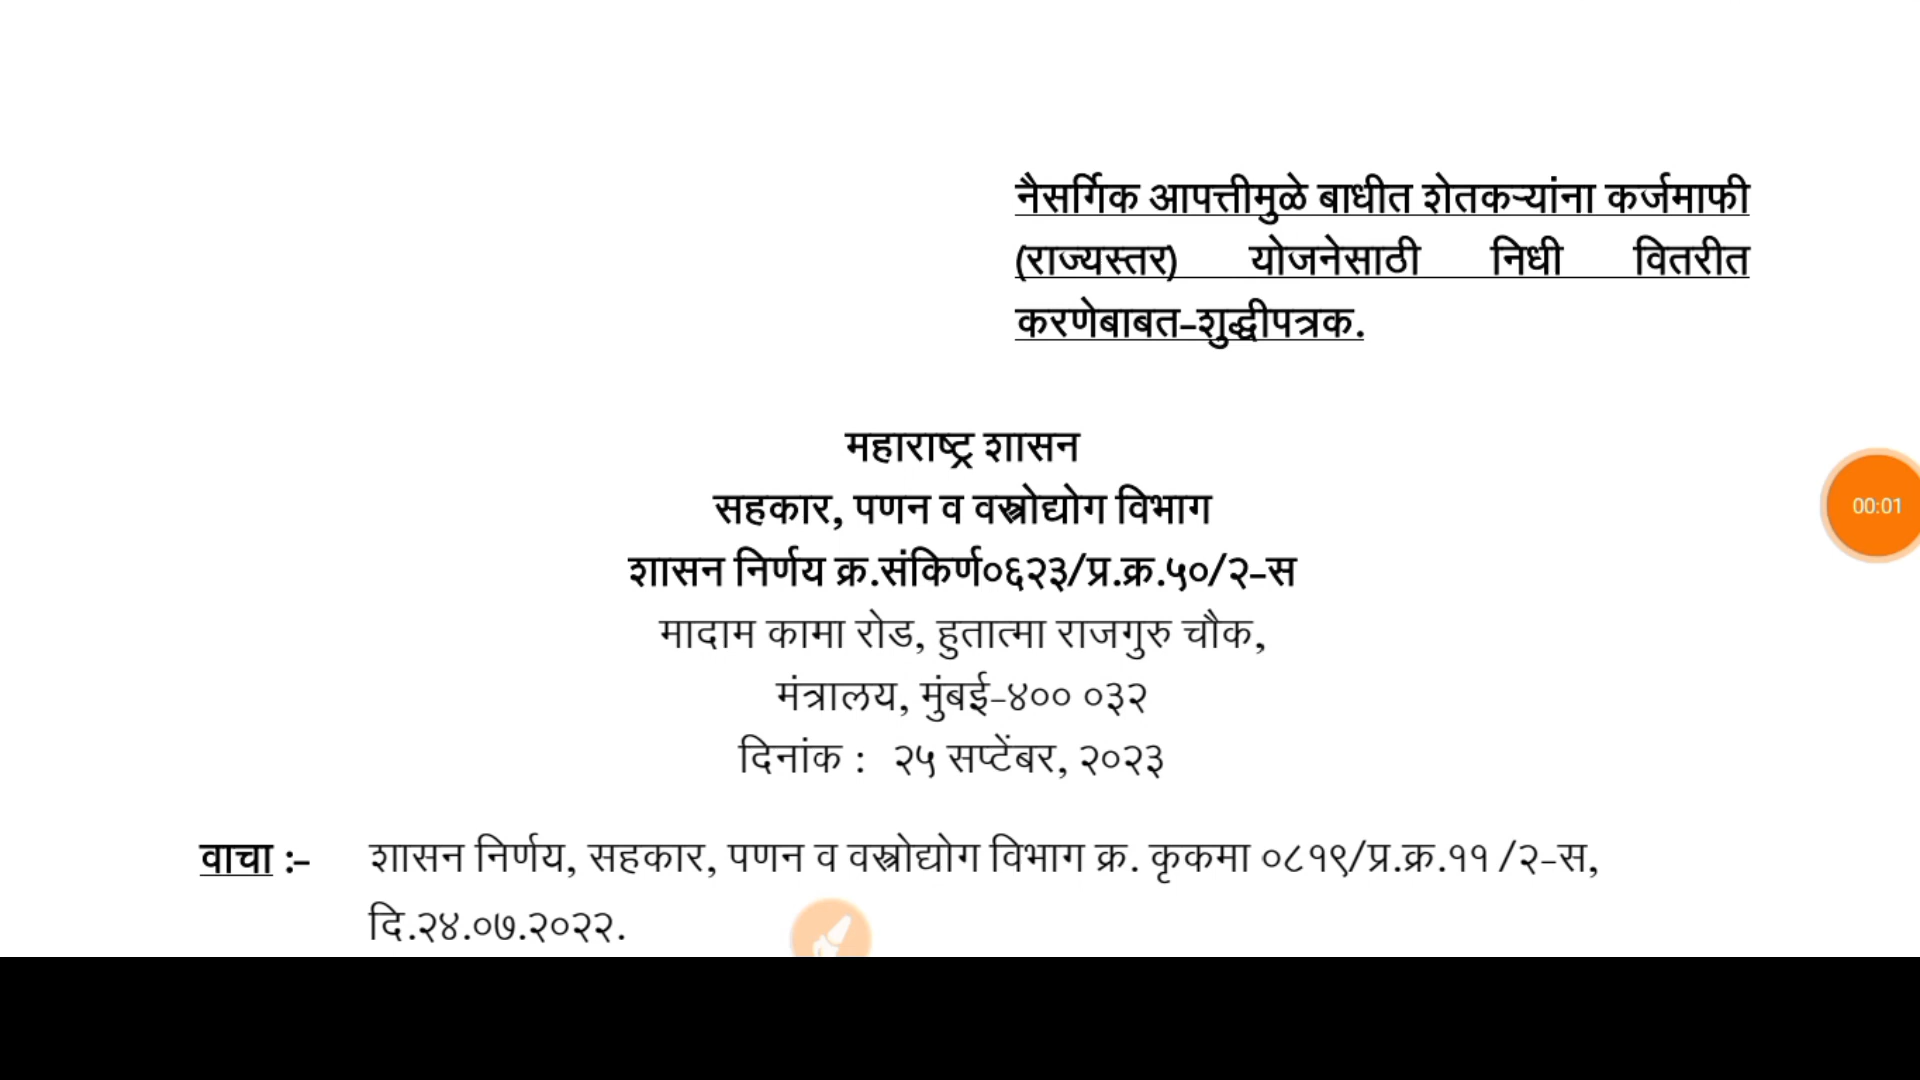 नैसर्गिक आपत्तीमुळे बाधीत शेतकऱ्यांना कर्जमाफी
(राज्यस्तर) योजनेसाठी निधी वितरीत
करणेबाबत-शुद्धीपत्रक.
महाराष्ट्र शासन
सहकार, पणन व वस्त्रोद्योग विभाग
शासन निर्णय क्र.संकिर्ण०६२३/प्र.क्र.५०/२-स
मादाम कामा रोड, हुतात्मा राजगुरु चौक,
मंत्रालय, मुंबई-४०० ०३२
दिनांक : २५ सप्टेंबर, २०२३
00:01
वाचा :- शासन निर्णय, सहकार, पणन व वस्त्रोद्योग विभाग क्र. कृकमा ०८१९/प्र.क्र.११ /२-स,
दि.२४.०७.२०२२.